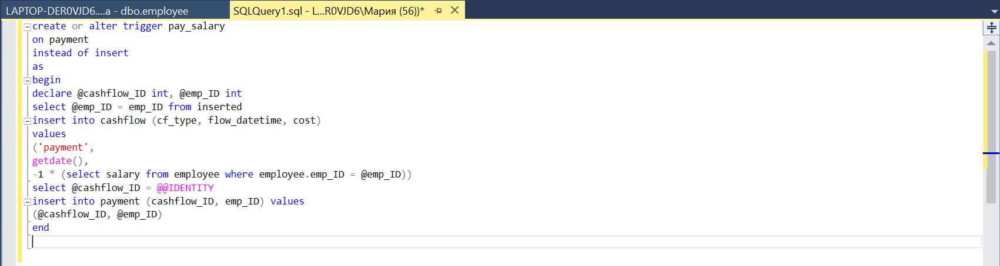 LAPTOP-DER0VJD6....a - dbo.employee
SQLQuery1.sql - L...R0VJD6\Мария (56))*
create or alter trigger pay_salary
on payment
instead of insert
as
begin
declare @cashflow_ID int, @emp_ID int
select @emp_ID = emp_ID from inserted
insert into cashflow (cf_type, flow_datetime, cost)
values
('payment',
getdate(),
-1 * (select salary from employee (where employee.emp_ID = @emp_ID))
select @cashflow_ID = @@IDENTITY
insert into payment (cashflow_ID, emp_ID) values
(@cashflow_ID, @emp_ID)
end